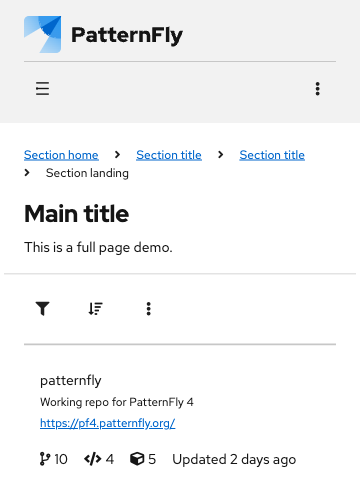 PatternFly
Section home Section title Section title
Section landing
Main title
This is a full page demo.
patternfly
Working repo for PatternFly 4
https://pf4.patternfly.org/
10 4 5 Updated 2 days ago